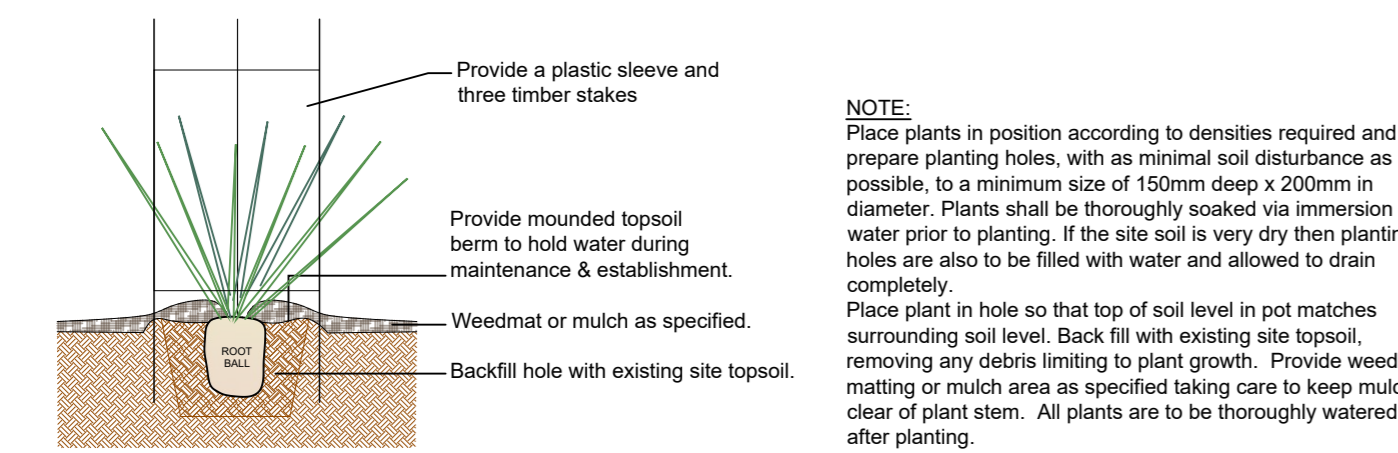 Provide a plastic sleeve and
three timber stakes
Provide mounded topsoil
berm to hold water during
maintenance & establishment.
Weedmat or mulch as specified.
Backfill hole with existing site topsoil.
ROOT
BALL
NOTE:
Place plants in position according to densities required and
prepare planting holes, with as minimal soil disturbance as
possible, to a minimum size of 150mm deep x 200mm in
diameter. Plants shall be thoroughly soaked via immersion
water prior to planting. If the site soil is very dry then
holes are also to be filled with water and allowed to drain
completely.
Place plant in hole so that top of soil level in pot matches
surrounding soil level. Back fill with existing site topsoil,
removing any debris limiting to plant growth. Provide weed
matting or mulch area as specified taking care to keep
clear of plant stem. All plants are to be thoroughly watered
after planting.